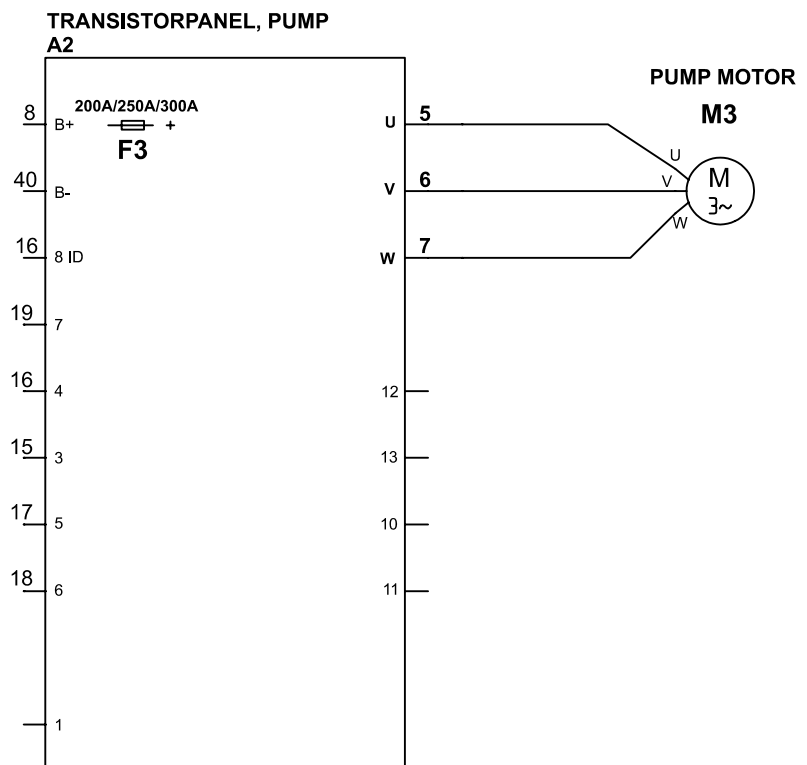 TRANSISTORPANEL, PUMP
A2
PUMP MOTOR
M3
8 B+ 200A/250A/300A +
F3
U 5
U
40 B-
V 6
V
M
3~
W
16 8 ID
W 7
19 7
16 4
12
15 3
13
17 5
10
18 6
11
1